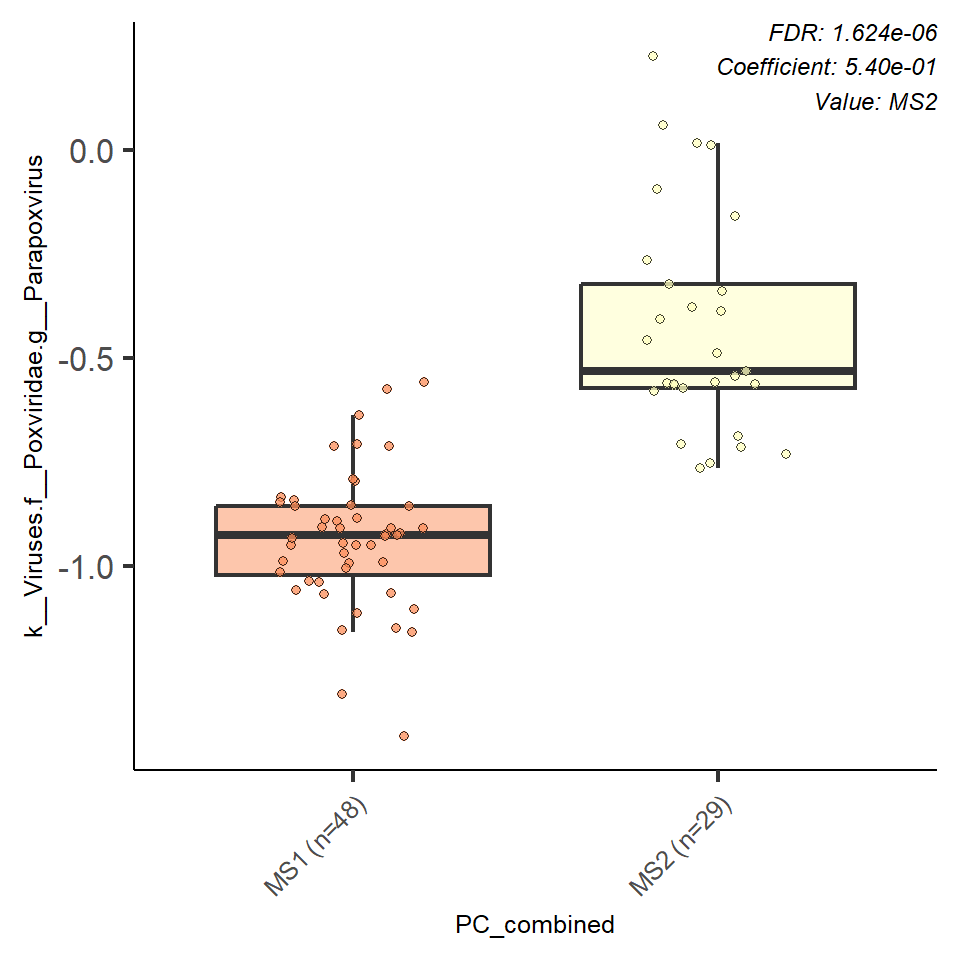 FDR: 1.624e-06
Coefficient: 5.40e-01
Value: MS2
k__Viruses.f__Poxviridae.g__Parapoxvirus
0.0
-0.5
-1.0
MS1 (n=48)
MS2 (n=29)
PC_combined